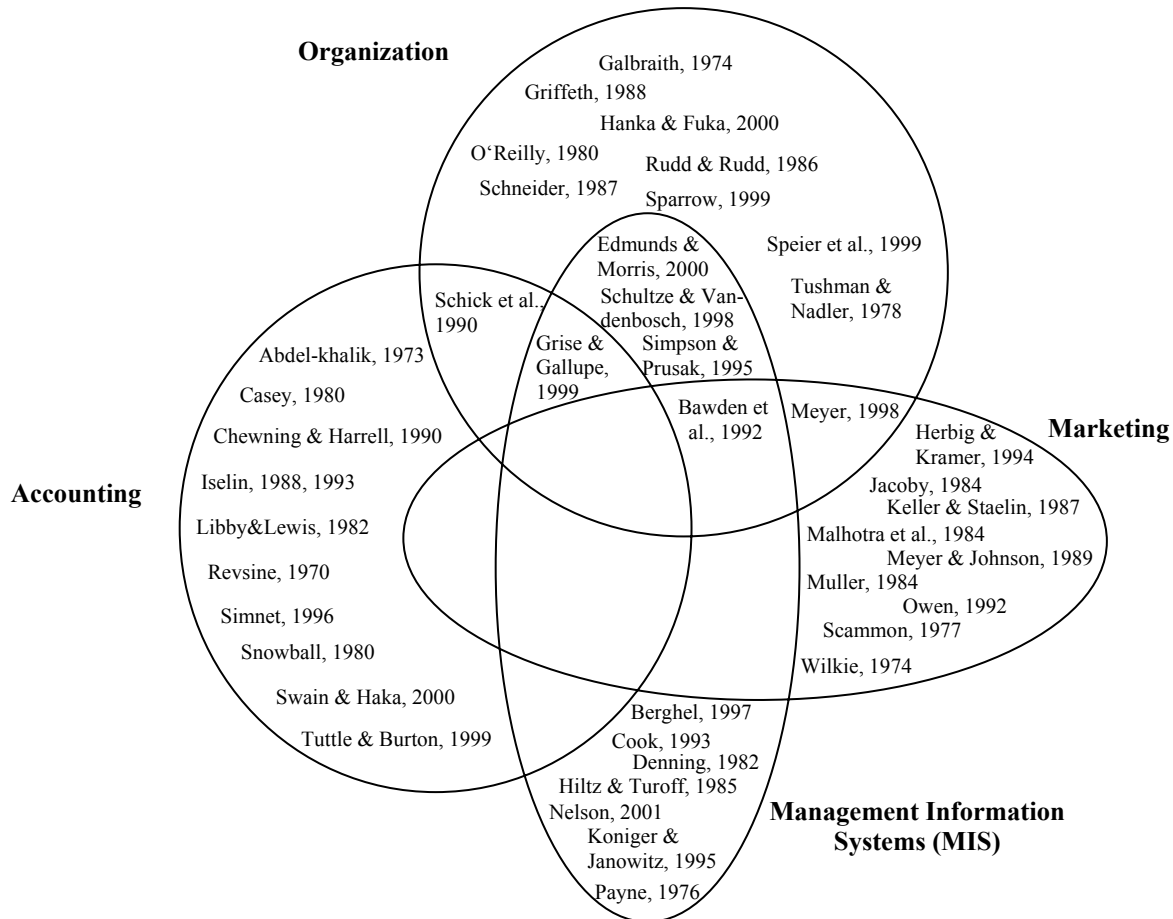 Organization
Galbraith, 1974
Griffeth, 1988
Hanka & Fuka, 2000
O‘Reilly, 1980
Rudd & Rudd, 1986
Schneider, 1987
Sparrow, 1999
Edmunds &
Morris, 2000
Speier et al., 1999
Schultze & Van-
denbosch, 1998
Tushman &
Nadler, 1978
Schick et al.,
1990
Grise &
Gallupe,
1999
Simpson &
Prusak, 1995
Bawden et
al., 1992
Meyer, 1998
Accounting
Abdel-khalik, 1973
Casey, 1980
Chewning & Harrell, 1990
Iselin, 1988, 1993
Libby&Lewis, 1982
Revsine, 1970
Simnet, 1996
Snowball, 1980
Swain & Haka, 2000
Tuttle & Burton, 1999
Marketing
Herbig &
Kramer, 1994
Jacoby, 1984
Keller & Staelin, 1987
Malhotra et al., 1984
Meyer & Johnson, 1989
Muller, 1984
Owen, 1992
Scammon, 1977
Wilkie, 1974
Berghel, 1997
Cook, 1993
Denning, 1982
Hiltz & Turoff, 1985
Nelson, 2001
Koniger &
Janowitz, 1995
Payne, 1976
Management Information
Systems (MIS)